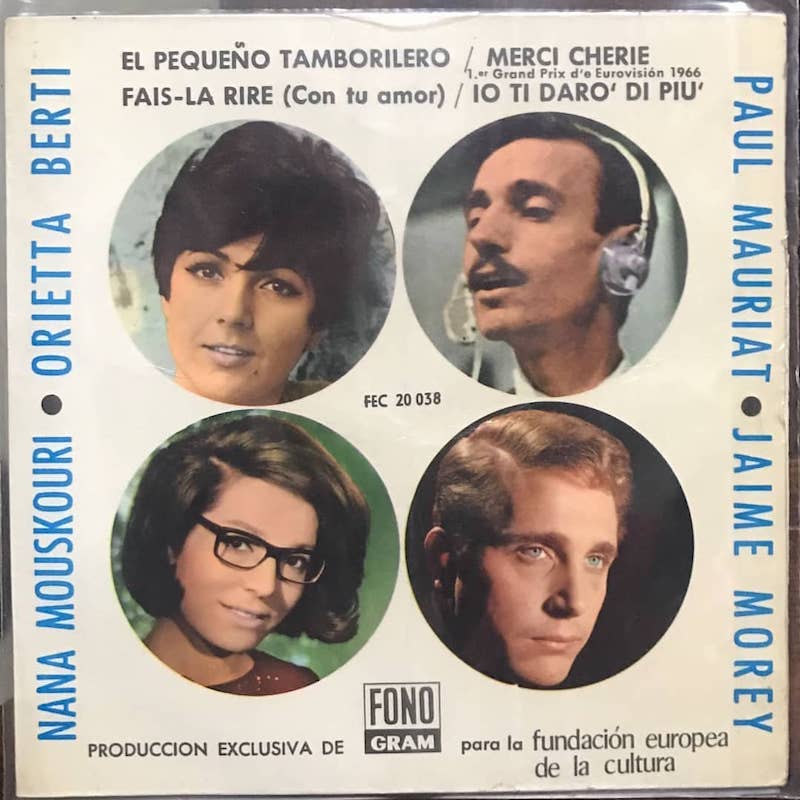 EL PEQUEÑO TAMBORILERO / MERCI CHERIE
1.er Grand Prix d'e Eurovisión 1966
FAIS-LA RIRE (Con tu amor) / IO TI DARO' DI PIU'
NANA MOUSKOURI • ORIETTA BERTI
PAUL MAURIAT • JAIME MOREY
FEC 20 038
PRODUCCION EXCLUSIVA DE FONO GRAM para la fundación europea
de la cultura